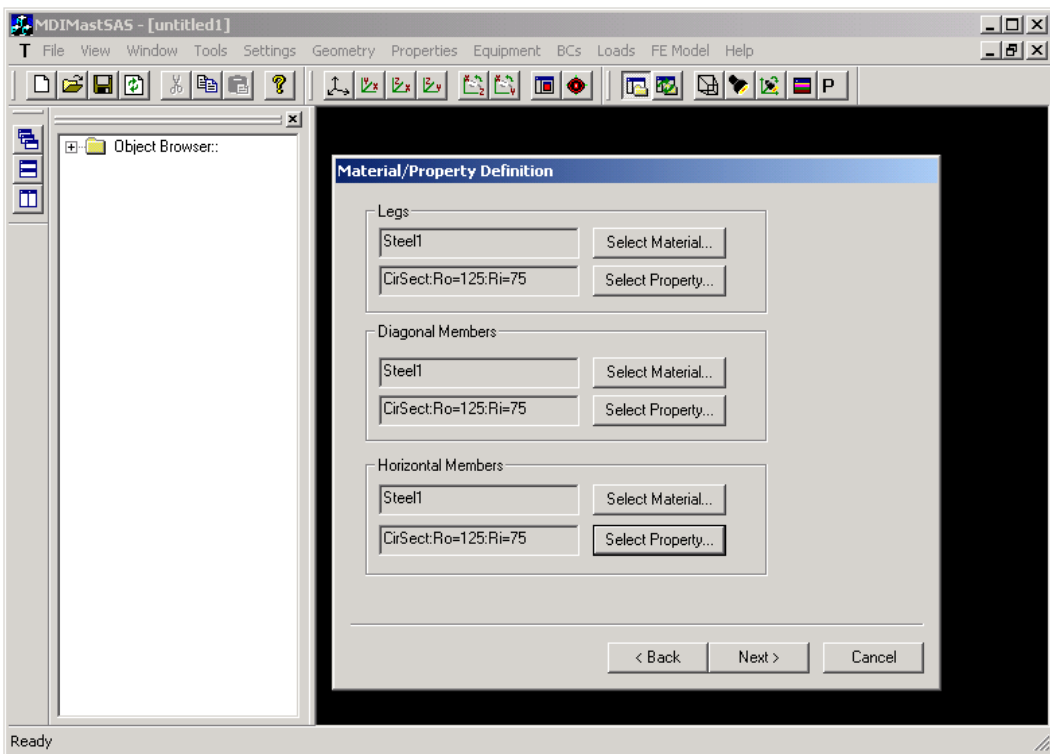 MDIMastSAS - [untitled1]
T File View Window Tools Settings Geometry Properties Equipment BCs Loads FE Model Help
P
Object Browser::
Material/Property Definition
Legs
Steel1 Select Material...
CirSect:Ro=125:Ri=75 Select Property...
Diagonal Members
Steel1 Select Material...
CirSect:Ro=125:Ri=75 Select Property...
Horizontal Members
Steel1 Select Material...
CirSect:Ro=125:Ri=75 Select Property...
< Back Next > Cancel
Ready